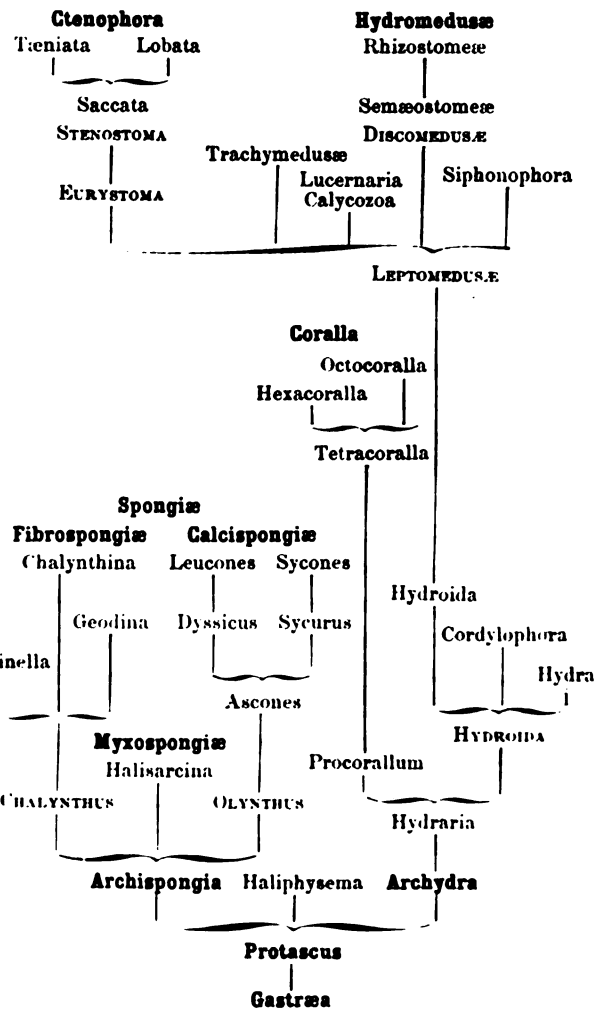 Ctenophora Hydromedusæ
Tæniata Lobata Rhizostomeæ
Saccata Semæostomeæ
STENOSTOMA DISCOMEDUSÆ
Trachymedusæ
Lucernaria Siphonophora
EURYSTOMA Calycozoa
LEPTOMEDUSÆ
Coralla
Octocoralla
Hexacoralla
Tetracoralla
Spongiæ
Fibrospongiæ Calcispongiæ
Chalynthina Leucones Sycones
Hydroida
Geodina Dyssicus Sycurus
Cordylophora
inella Hydra
Ascones
HYDROIDA
Myxospongiæ
Halisarcina Procorallum
CHALYNTHUS OLYNTHUS
Hydraria
Archispongia Haliphysema Archydra
Protascus
Gastræa